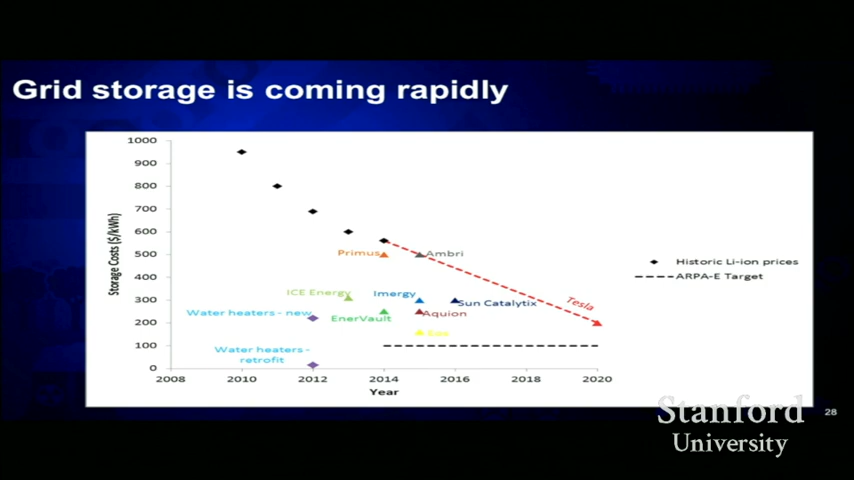 Grid storage is coming rapidly
1000
900
800
700
600
500
400
300
200
100
0
Storage Costs ($/kWh)
2008
2010
2012
2014
2016
2018
2020
Year
Primus
Ambri
ICE Energy
Imergy
Sun Catalytix
Water heaters - new
EnerVault
Aquion
Eos
Water heaters -
retrofit
Tesla
Historic Li-ion prices
ARPA-E Target
Stanford
University
28